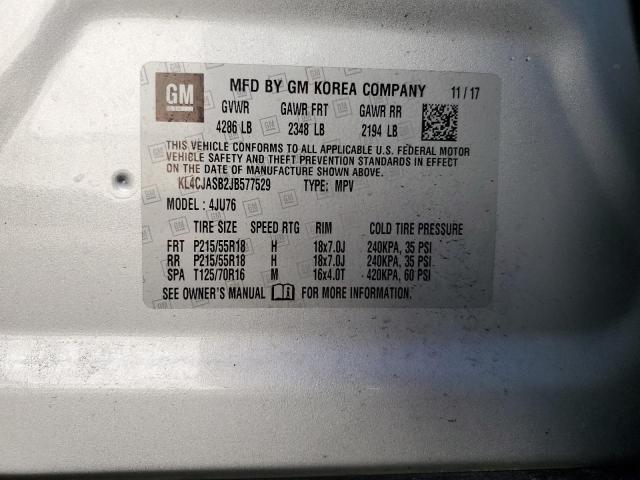 GM
MFD BY GM KOREA COMPANY 11 / 17
GVWR GAWR FRT GAWR RR
4286 LB 2348 LB 2194 LB
THIS VEHICLE CONFORMS TO ALL APPLICABLE U.S. FEDERAL MOTOR
VEHICLE SAFETY AND THEFT PREVENTION STANDARDS IN EFFECT
ON THE DATE OF MANUFACTURE SHOWN ABOVE.
KL4CJASB2JB577529 TYPE: MPV
MODEL : 4JU76
TIRE SIZE SPEED RTG RIM COLD TIRE PRESSURE
FRT P215/55R18 H 18x7.0J 240KPA, 35 PSI
RR P215/55R18 H 18x7.0J 240KPA, 35 PSI
SPA T125/70R16 M 16x4.0T 420KPA, 60 PSI
SEE OWNER'S MANUAL FOR MORE INFORMATION.